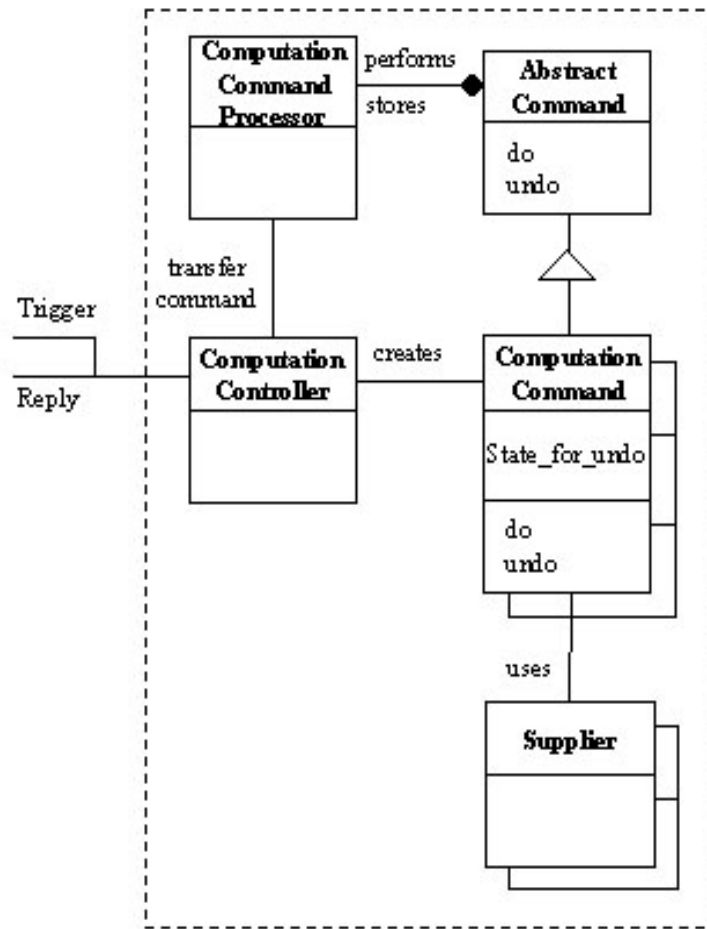 Computation
Command
Processor
performs
stores
Abstract
Command
do
undo
transfer
command
Trigger
Reply
Computation
Controller
creates
Computation
Command
State_for_undo
do
undo
uses
Supplier